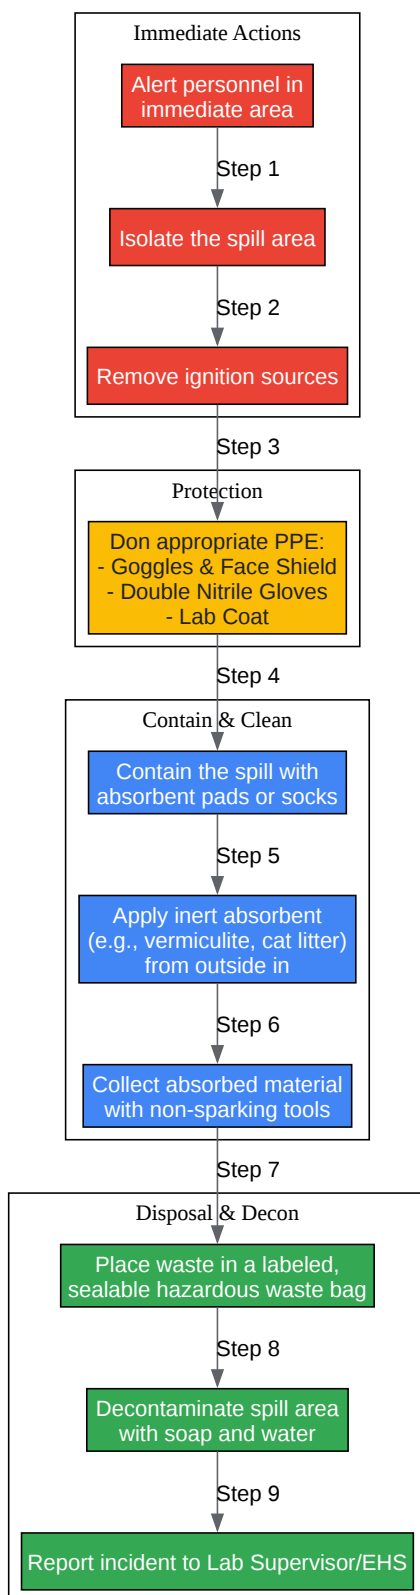 Immediate Actions
Alert personnel in
immediate area
Step 1
Isolate the spill area
Step 2
Remove ignition sources
Step 3
Protection
Don appropriate PPE:
- Goggles & Face Shield
- Double Nitrile Gloves
- Lab Coat
Step 4
Contain & Clean
Contain the spill with
absorbent pads or socks
Step 5
Apply inert absorbent
(e.g., vermiculite, cat litter)
from outside in
Step 6
Collect absorbed material
with non-sparking tools
Step 7
Disposal & Decon
Place waste in a labeled,
sealable hazardous waste bag
Step 8
Decontaminate spill area
with soap and water
Step 9
Report incident to Lab Supervisor/EHS